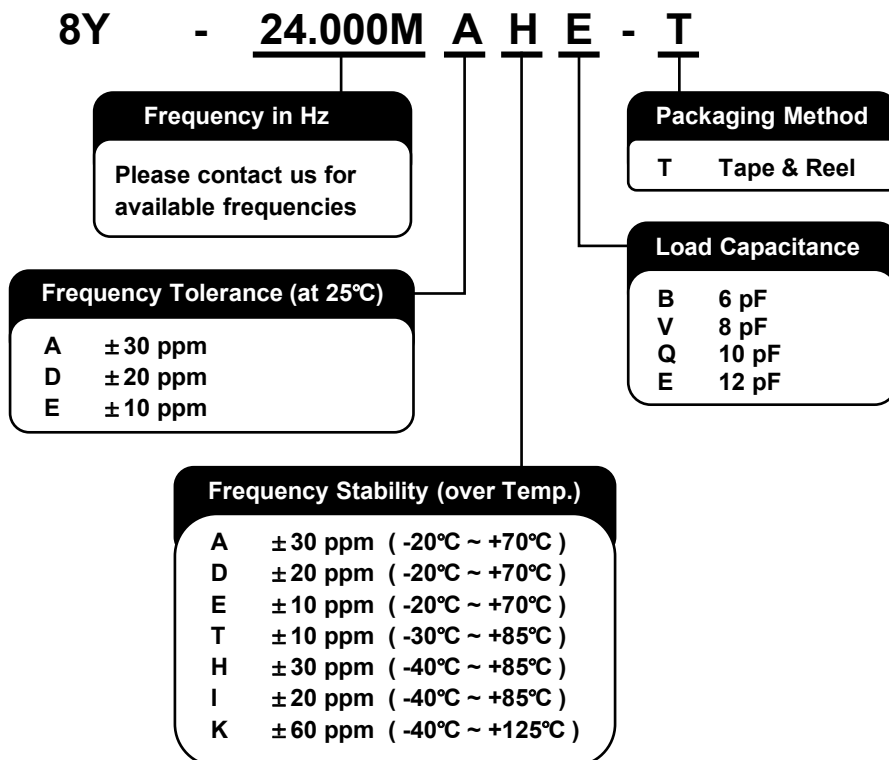 8Y - 24.000M A H E - T
Frequency in Hz
Please contact us for
available frequencies
Packaging Method
T Tape & Reel
Load Capacitance
B 6 pF
V 8 pF
Q 10 pF
E 12 pF
Frequency Tolerance (at 25℃)
A ±30 ppm
D ±20 ppm
E ±10 ppm
Frequency Stability (over Temp.)
A ±30 ppm ( -20℃ ~ +70℃ )
D ±20 ppm ( -20℃ ~ +70℃ )
E ±10 ppm ( -20℃ ~ +70℃ )
T ±10 ppm ( -30℃ ~ +85℃ )
H ±30 ppm ( -40℃ ~ +85℃ )
I ±20 ppm ( -40℃ ~ +85℃ )
K ±60 ppm ( -40℃ ~ +125℃ )